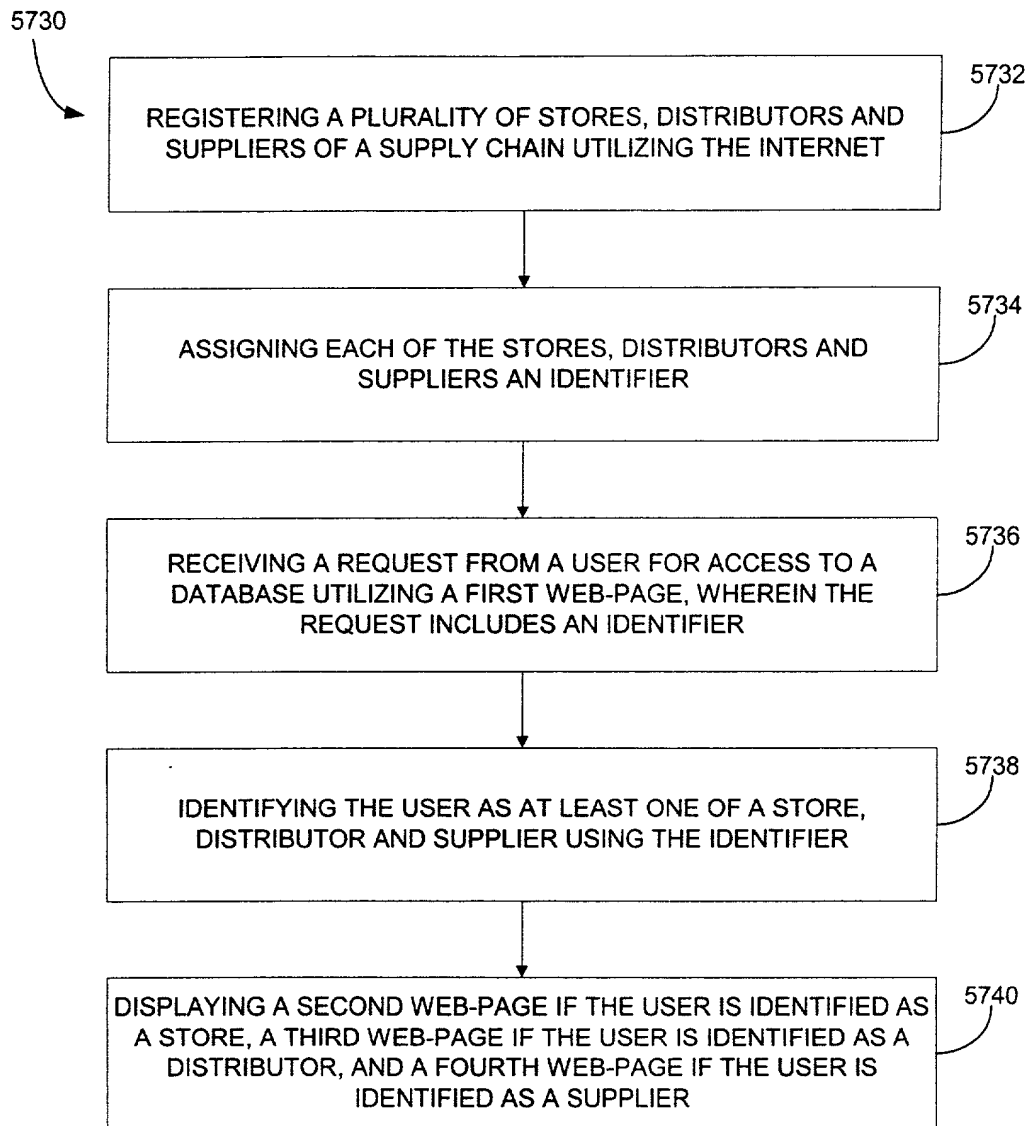 5730
5732
REGISTERING A PLURALITY OF STORES, DISTRIBUTORS AND
SUPPLIERS OF A SUPPLY CHAIN UTILIZING THE INTERNET
5734
ASSIGNING EACH OF THE STORES, DISTRIBUTORS AND
SUPPLIERS AN IDENTIFIER
5736
RECEIVING A REQUEST FROM A USER FOR ACCESS TO A
DATABASE UTILIZING A FIRST WEB-PAGE, WHEREIN THE
REQUEST INCLUDES AN IDENTIFIER
5738
IDENTIFYING THE USER AS AT LEAST ONE OF A STORE,
DISTRIBUTOR AND SUPPLIER USING THE IDENTIFIER
5740
DISPLAYING A SECOND WEB-PAGE IF THE USER IS IDENTIFIED AS
A STORE, A THIRD WEB-PAGE IF THE USER IS IDENTIFIED AS A
DISTRIBUTOR, AND A FOURTH WEB-PAGE IF THE USER IS
IDENTIFIED AS A SUPPLIER